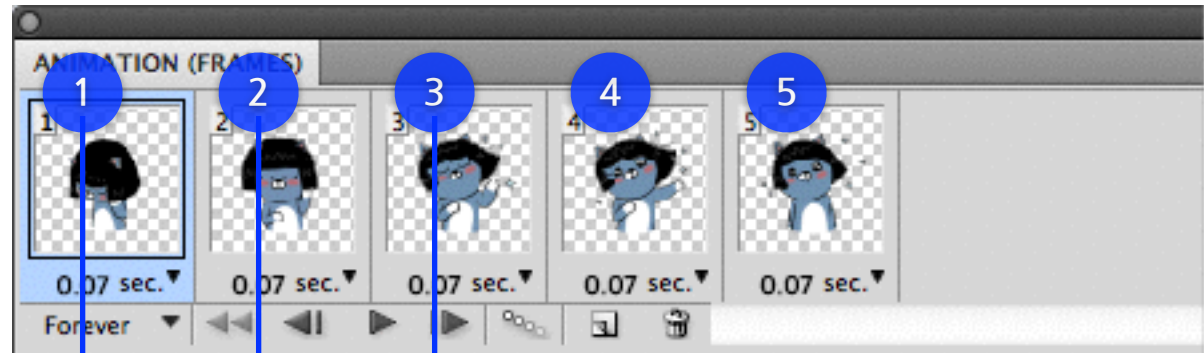 ANIMATION (FRAMES)
1 2 3 4 5
1 2 3 4 5
0.07 sec. 0.07 sec. 0.07 sec. 0.07 sec. 0.07 sec.
Forever